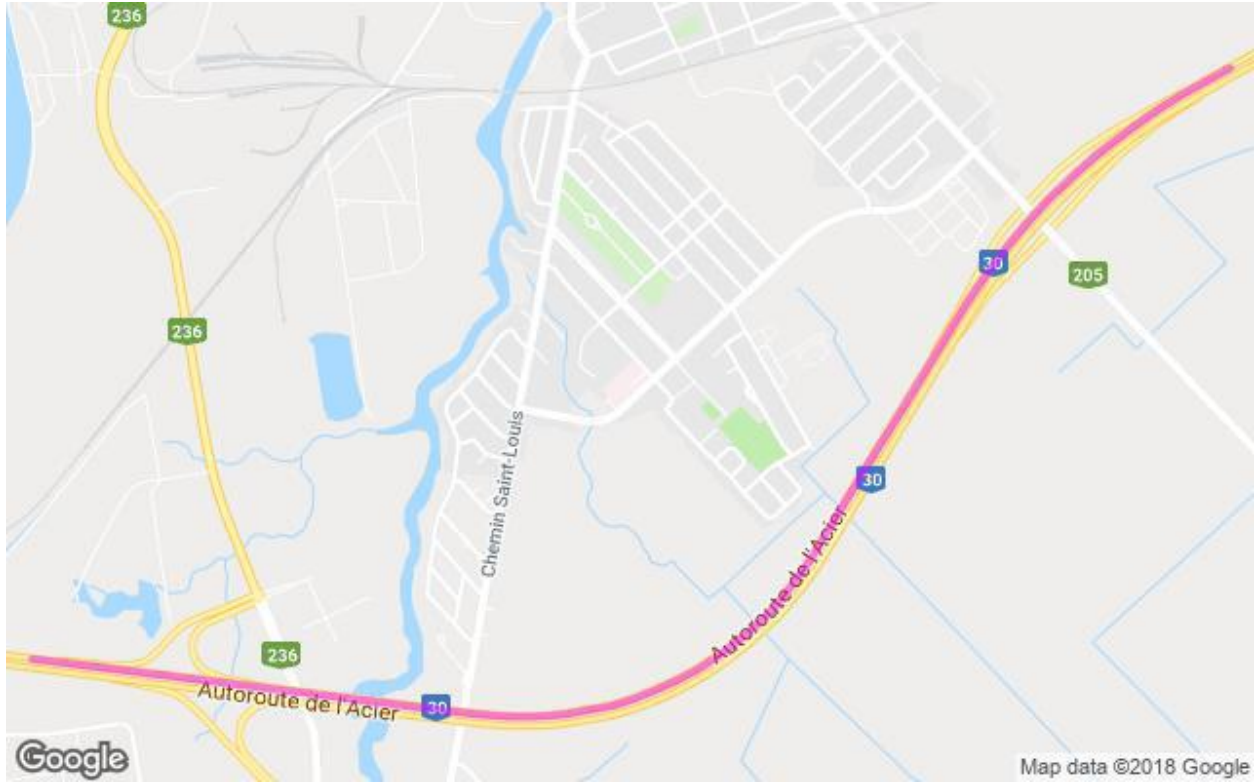 236
30
205
236
30
Chemin Saint-Louis
Autoroute de l'Acier
236
Autoroute de l'Acier
30
Google
Map data ©2018 Google